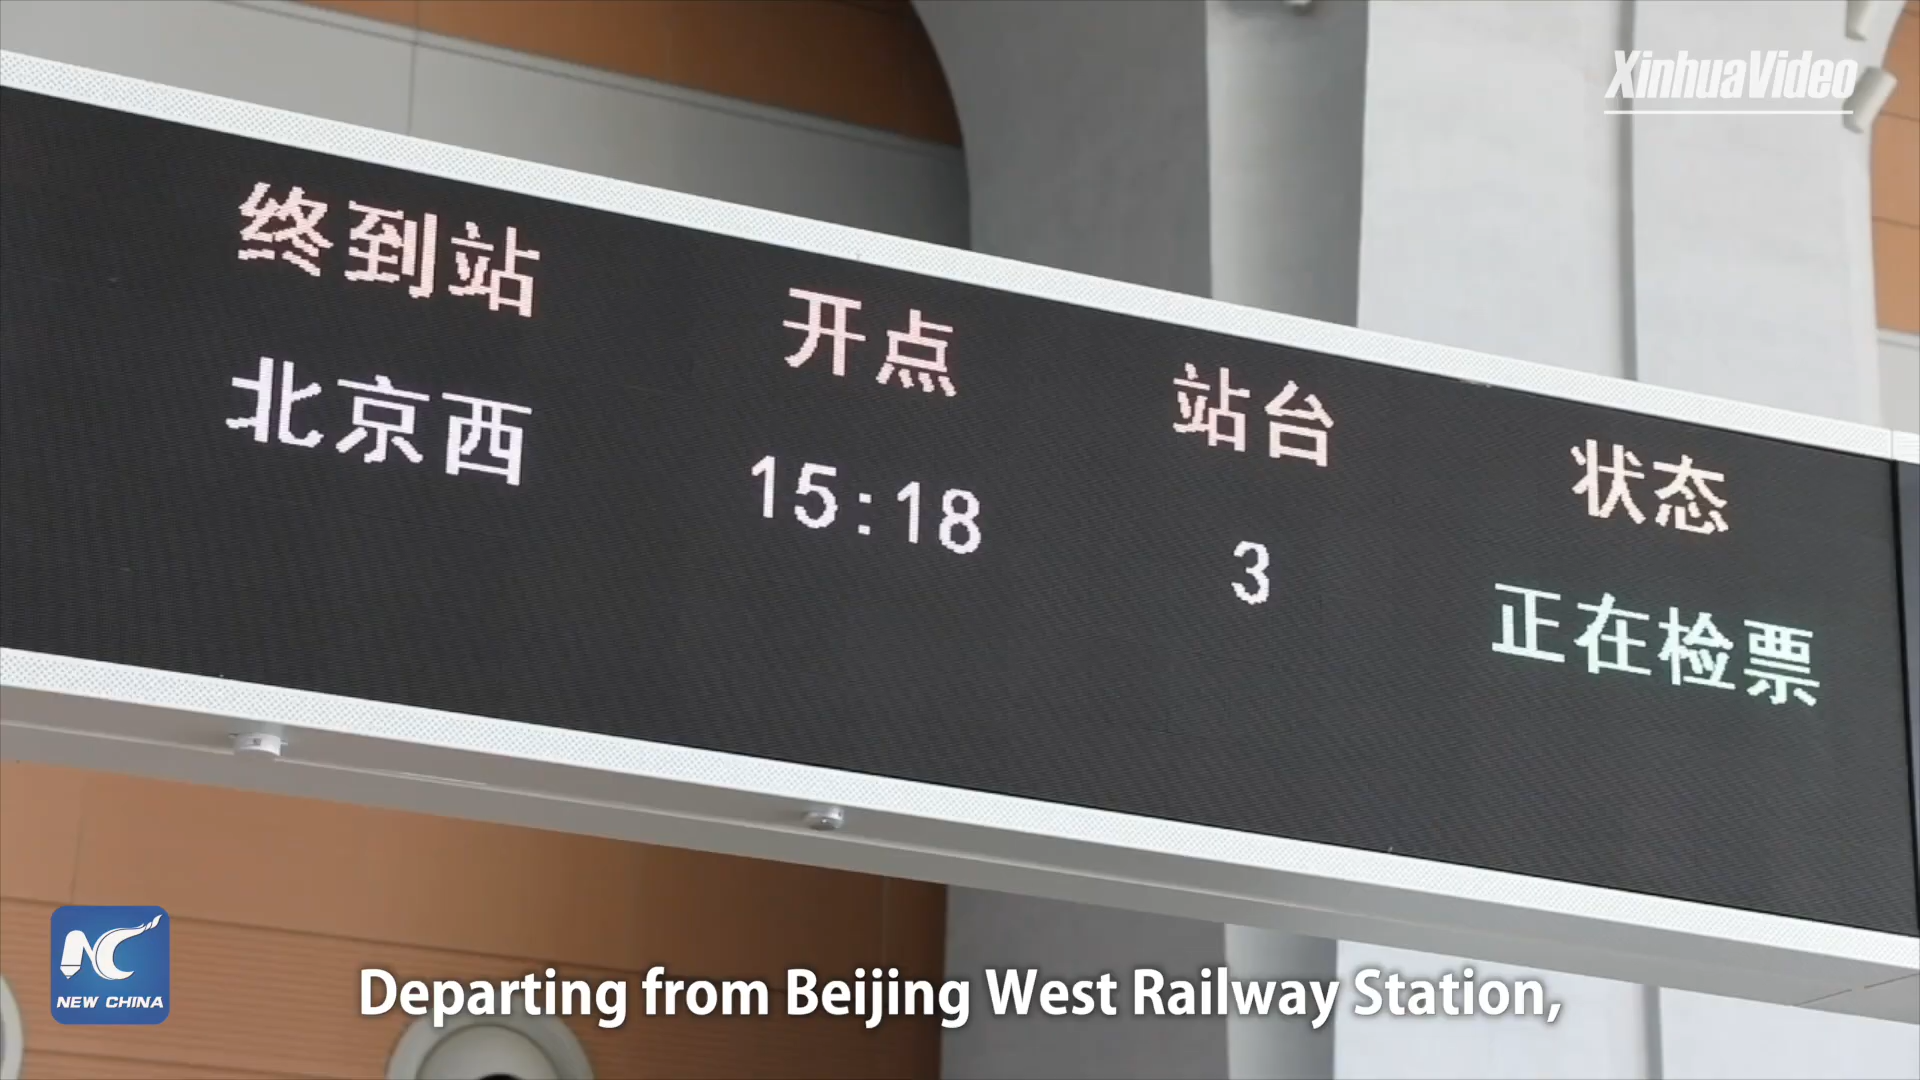 XinhuaVideo
终到站 开点 站台 状态
北京西 15:18 3 正在检票
NEW CHINA
Departing from Beijing West Railway Station,